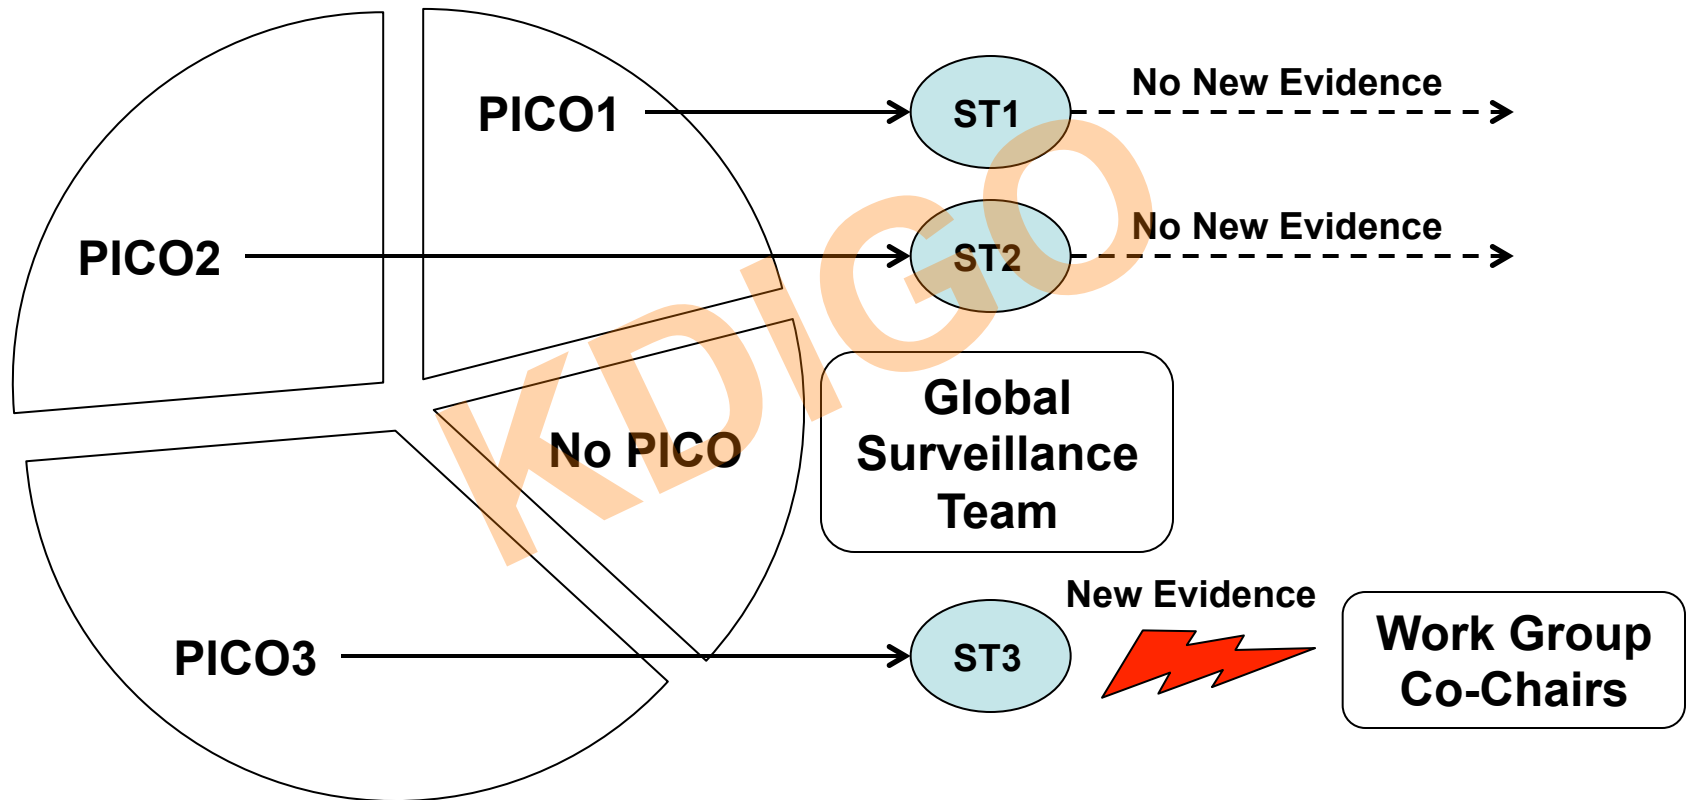 PICO1
ST1
No New Evidence
PICO2
ST2
No New Evidence
KDIGO
No PICO
Global
Surveillance
Team
PICO3
ST3
New Evidence
Work Group
Co-Chairs